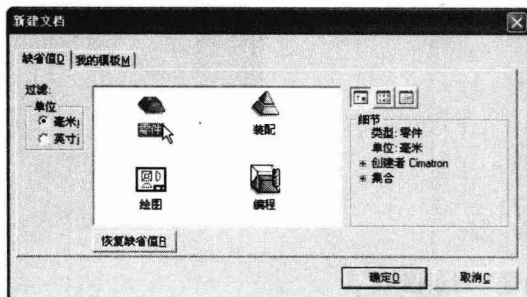 新建文档
缺省值D 我的模板M
过滤:
单位
毫米
英寸
装配
绘图
编程
细节
类型:零件
单位:毫米
创建者 Cimatron
集合
恢复缺省值R
确定O 取消C